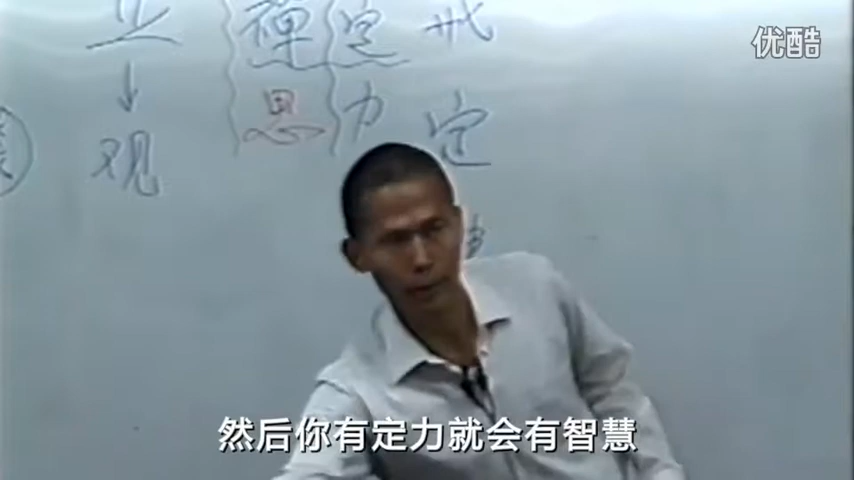 优酷
戒定
定力
禅思
止↓观
然后你有定力就会有智慧